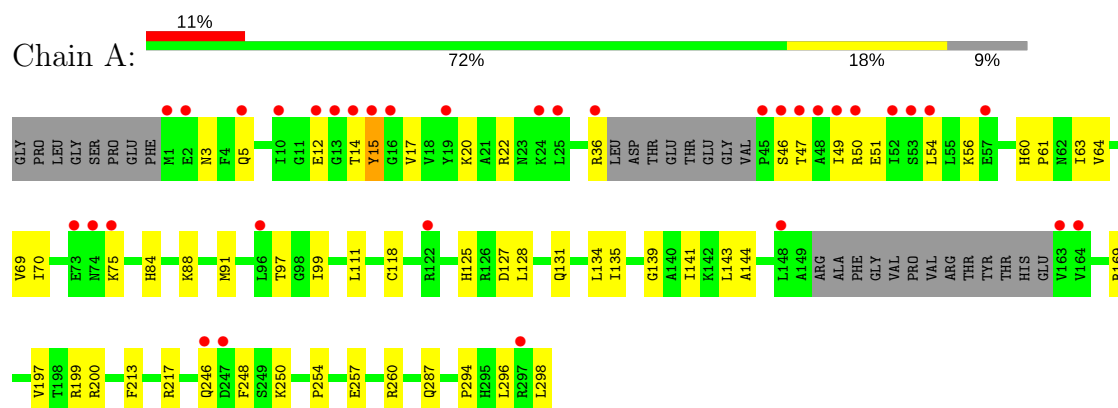 11%
Chain A:
72% 18% 9%
GLY PRO LEU GLY SER PRO GLU PHE M1 E2 N3 F4 Q5 I10 G11 E12 G13 T14 Y15 G16 V17 V18 Y19 K20 A21 R22 N23 K24 L25 R36 LEU ASP THR GLU THR GLU GLY VAL P45 S46 T47 A48 I49 R50 E51 I52 S53 L54 L55 K56 E57 H60 P61 N62 I63 V64
V69 I70 E73 N74 K75 H84 K88 M91 L96 T97 G98 I99 L111 C118 R122 H125 R126 D127 L128 Q131 L134 I135 G139 A140 I141 K142 L143 A144 L148 A149 ARG ALA PHE GLY VAL PRO VAL ARG THR TYR THR HIS GLU V163 V164
V197 T198 R199 R200 F213 R217 Q246 D247 F248 S249 K250 P254 E257 R260 Q287 P294 H295 L296 R297 L298